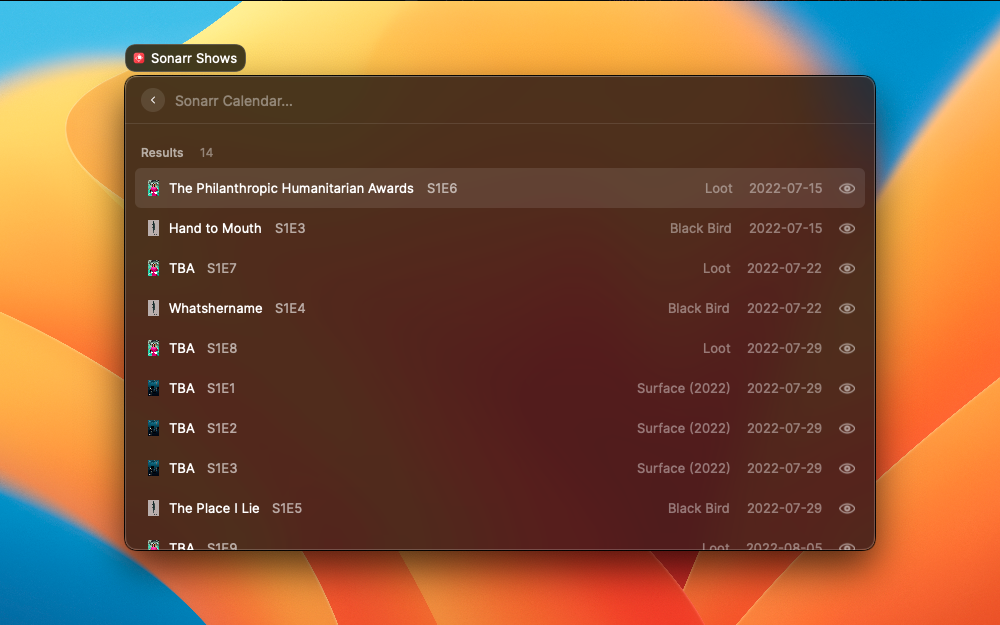 Sonarr Shows
Sonarr Calendar...
Results 14
The Philanthropic Humanitarian Awards S1E6 Loot 2022-07-15
Hand to Mouth S1E3 Black Bird 2022-07-15
TBA S1E7 Loot 2022-07-22
Whatshername S1E4 Black Bird 2022-07-22
TBA S1E8 Loot 2022-07-29
TBA S1E1 Surface (2022) 2022-07-29
TBA S1E2 Surface (2022) 2022-07-29
TBA S1E3 Surface (2022) 2022-07-29
The Place I Lie S1E5 Black Bird 2022-07-29
TBA S1E9 Loot 2022-08-05